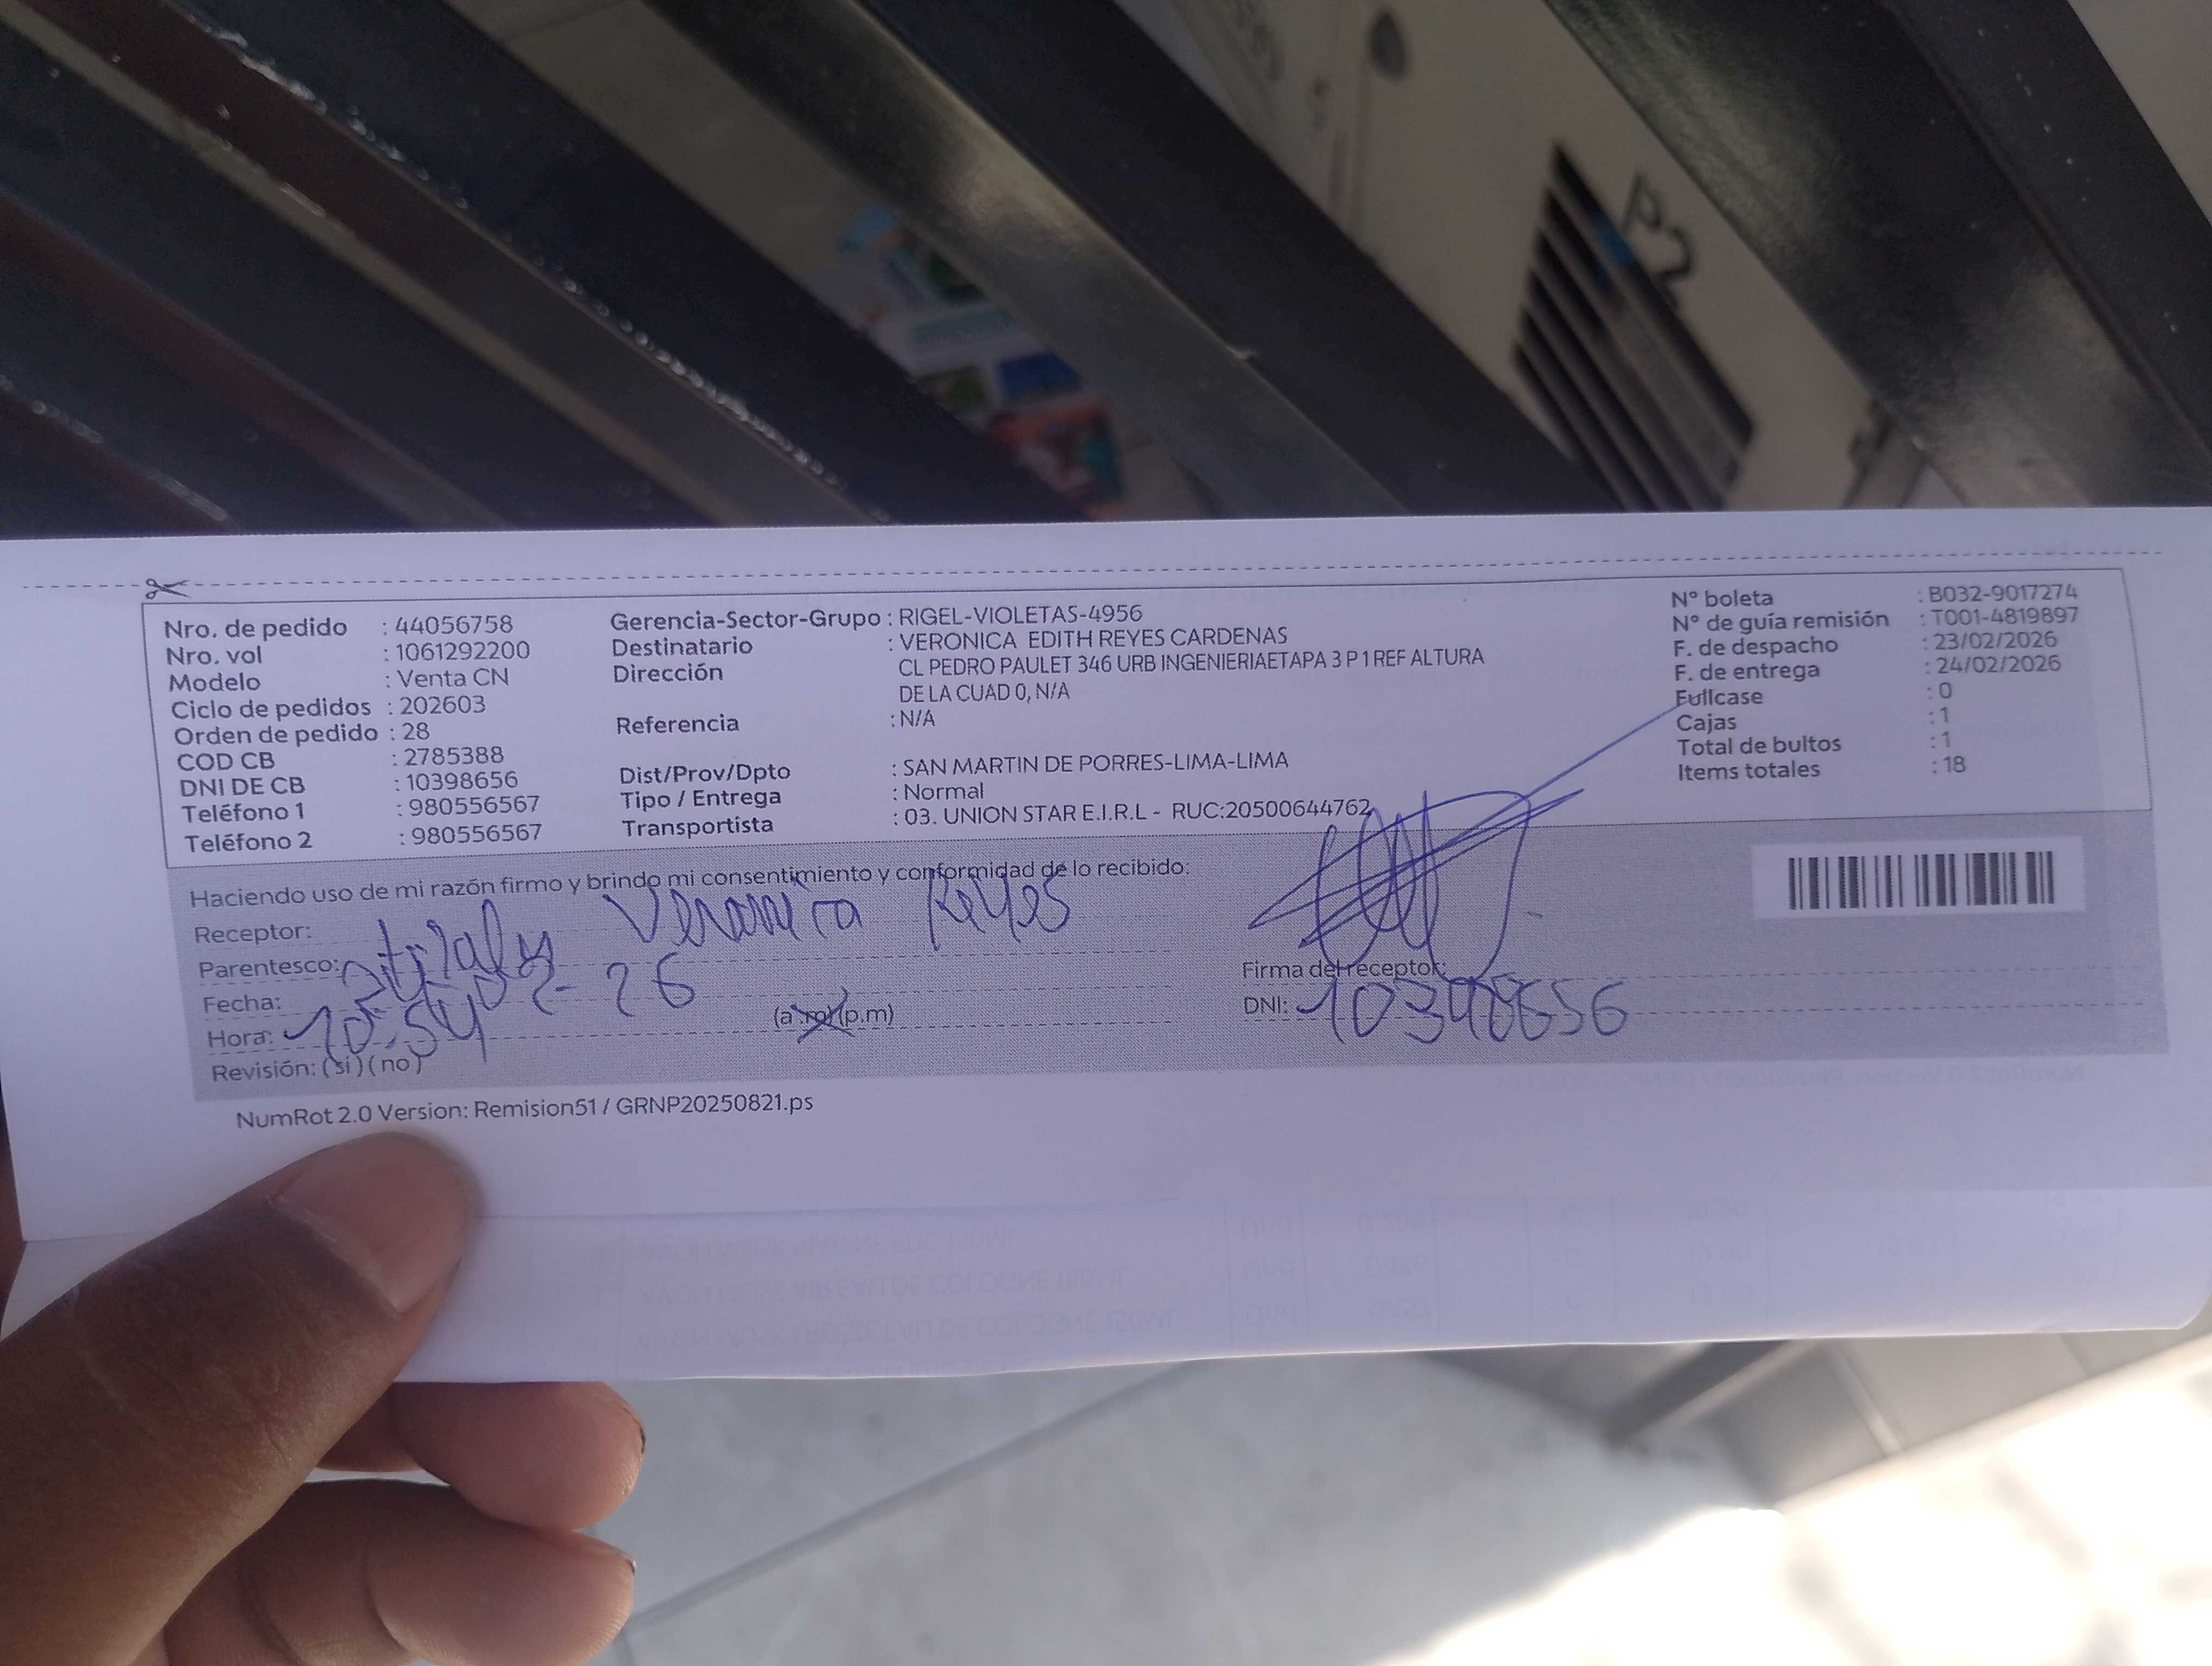 P2
Nro. de pedido : 44056758
Nro. vol : 1061292200
Modelo : Venta CN
Ciclo de pedidos : 202603
Orden de pedido : 28
COD CB : 2785388
DNI DE CB : 10398656
Teléfono 1 : 980556567
Teléfono 2 : 980556567
Gerencia-Sector-Grupo : RIGEL-VIOLETAS-4956
Destinatario : VERONICA EDITH REYES CARDENAS
Dirección CL PEDRO PAULET 346 URB INGENIERIAETAPA 3 P 1 REF ALTURA
DE LA CUAD 0, N/A
Referencia : N/A
Dist/Prov/Dpto : SAN MARTIN DE PORRES-LIMA-LIMA
Tipo / Entrega : Normal
Transportista : 03. UNION STAR E.I.R.L - RUC:20500644762
N° boleta : B032-9017274
N° de guía remisión : T001-4819897
F. de despacho : 23/02/2026
F. de entrega : 24/02/2026
Fullcase : 0
Cajas : 1
Total de bultos : 1
Items totales : 18
Haciendo uso de mi razón firmo y brindo mi consentimiento y conformidad de lo recibido:
Receptor: Veronica Reyes
Parentesco:
Fecha: 26
Hora: 10:54 (a.m) (p.m)
Revisión: (si) (no)
Firma del receptor:
DNI: 10398656
NumRot 2.0 Version: Remision51 / GRNP20250821.ps